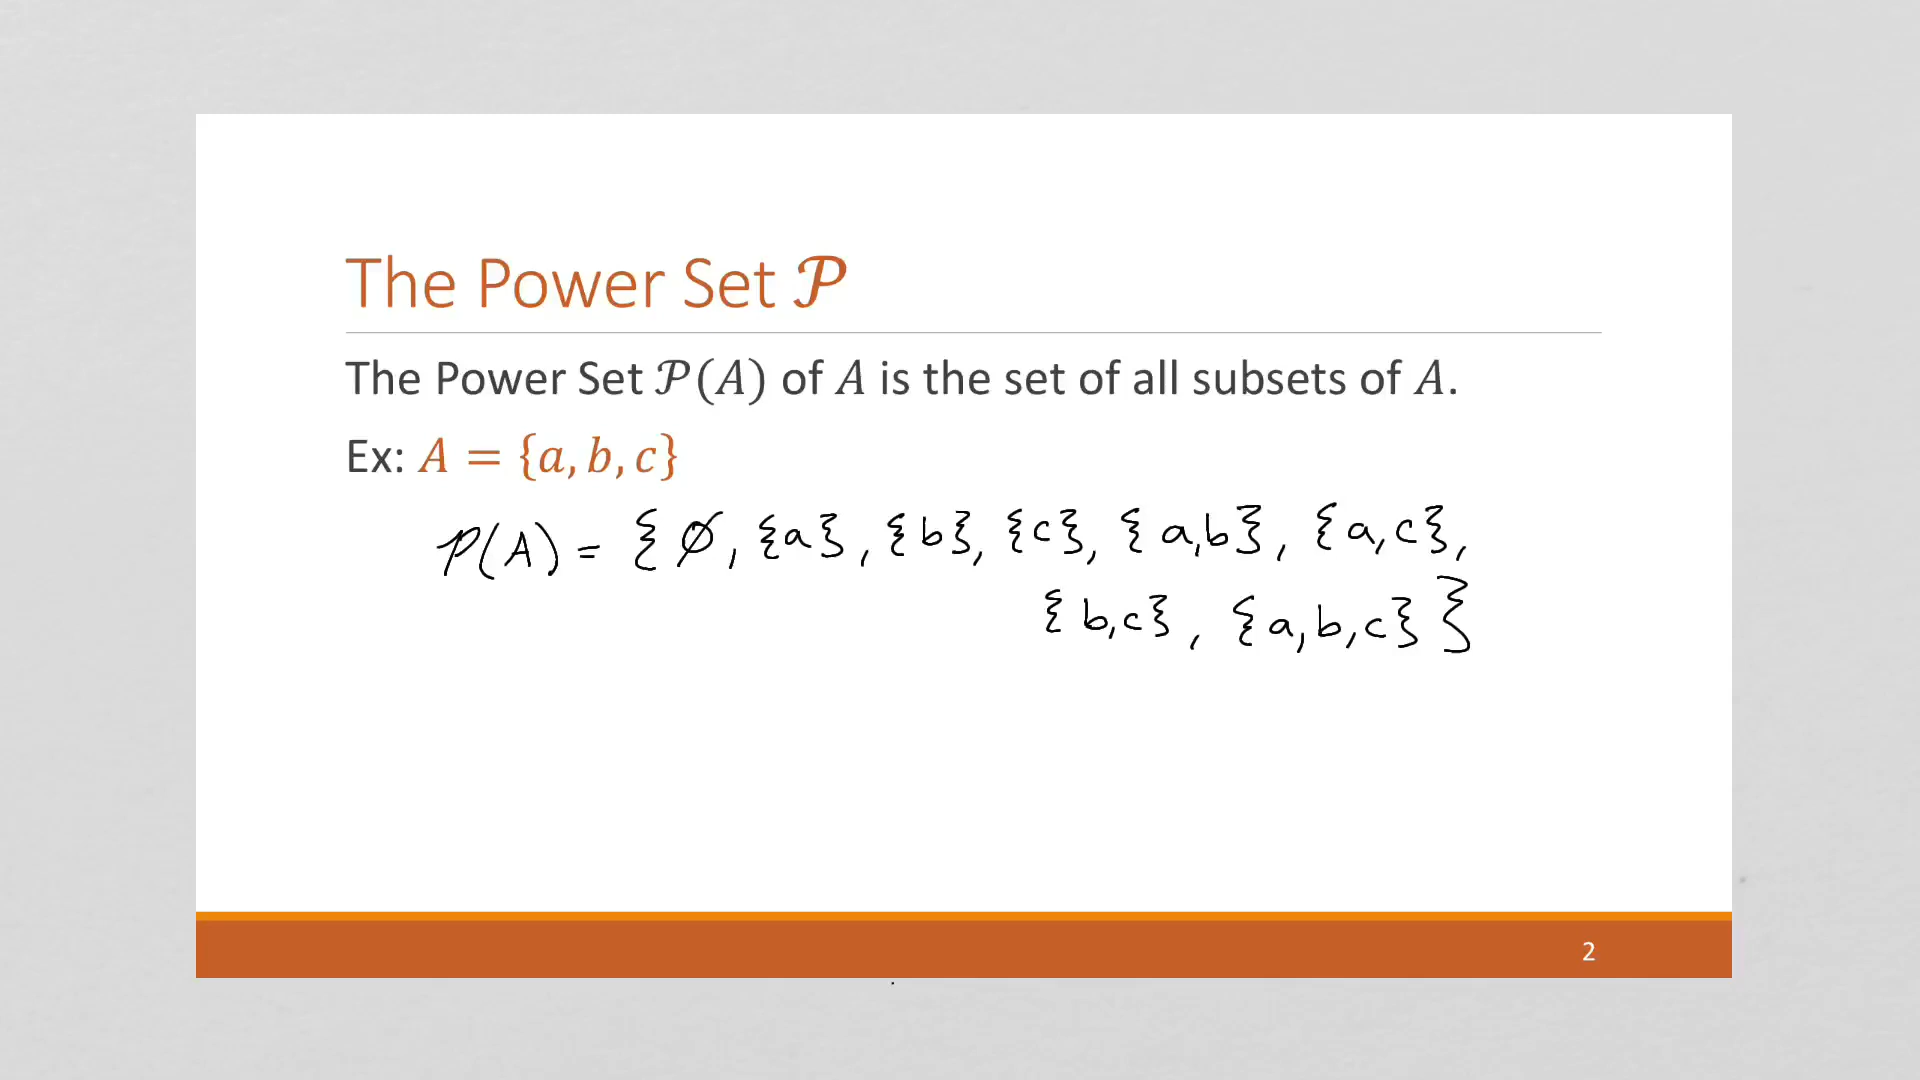 The Power Set 𝒫
The Power Set 𝒫(A) of A is the set of all subsets of A.
Ex: A = {a, b, c}
𝒫(A) = { ∅, {a}, {b}, {c}, {a,b}, {a,c},
{b,c}, {a,b,c} }
2